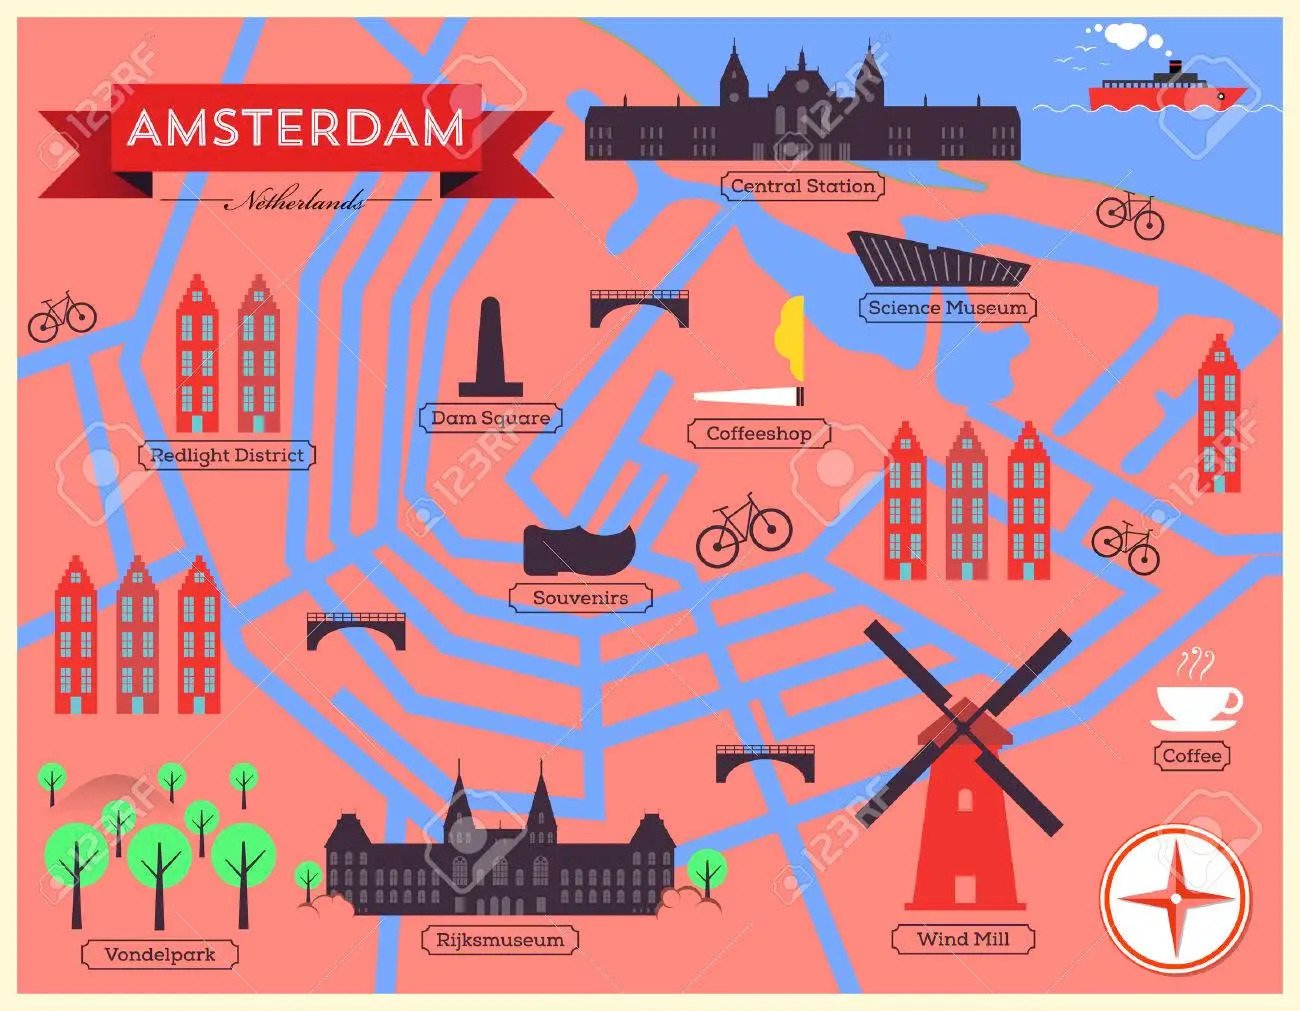 AMSTERDAM
Netherlands
Central Station
Science Museum
Dam Square
Coffeeshop
Redlight District
Souvenirs
Coffee
Rijksmuseum
Wind Mill
Vondelpark
123RF